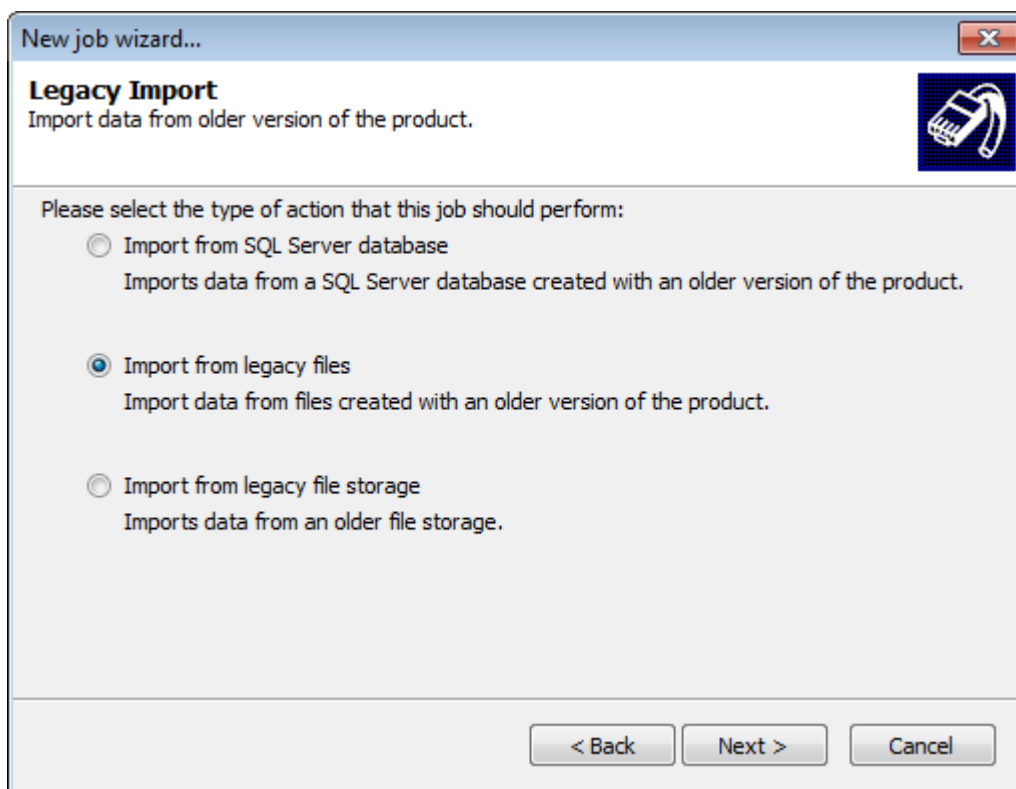 New job wizard...
Legacy Import
Import data from older version of the product.
Please select the type of action that this job should perform:
Import from SQL Server database
Imports data from a SQL Server database created with an older version of the product.
Import from legacy files
Import data from files created with an older version of the product.
Import from legacy file storage
Imports data from an older file storage.
< Back Next > Cancel